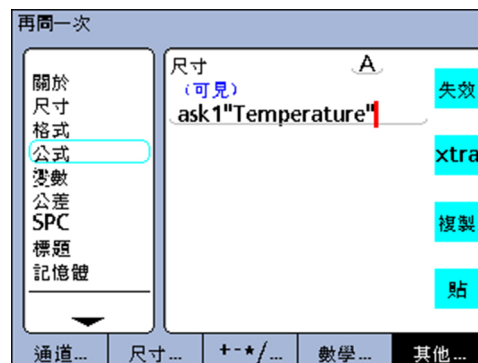 再問一次
關於
尺寸
格式
公式
變數
公差
SPC
標題
記憶體
尺寸
A
(可見)
ask1"Temperature"
失效
xtra
複製
貼
通道...
尺寸...
+-*/...
數學...
其他...